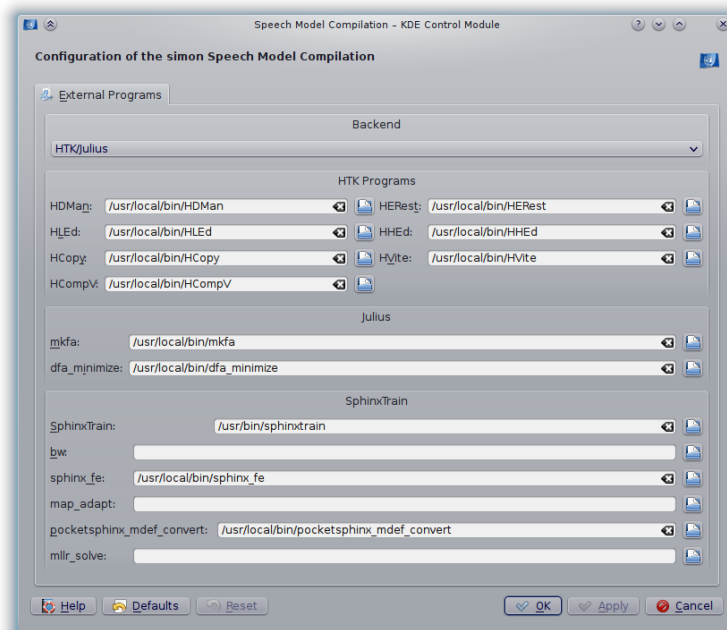 Speech Model Compilation – KDE Control Module
Configuration of the simon Speech Model Compilation
External Programs
Backend
HTK/Julius
HTK Programs
HDMan: /usr/local/bin/HDMan HERest: /usr/local/bin/HERest
HLEd: /usr/local/bin/HLEd HHEd: /usr/local/bin/HHEd
HCopy: /usr/local/bin/HCopy HVite: /usr/local/bin/HVite
HCompV: /usr/local/bin/HCompV
Julius
mkfa: /usr/local/bin/mkfa
dfa_minimize: /usr/local/bin/dfa_minimize
SphinxTrain
SphinxTrain: /usr/bin/sphinxtrain
bw:
sphinx_fe: /usr/local/bin/sphinx_fe
map_adapt:
pocketsphinx_mdef_convert: /usr/local/bin/pocketsphinx_mdef_convert
mllr_solve:
Help Defaults Reset OK Apply Cancel